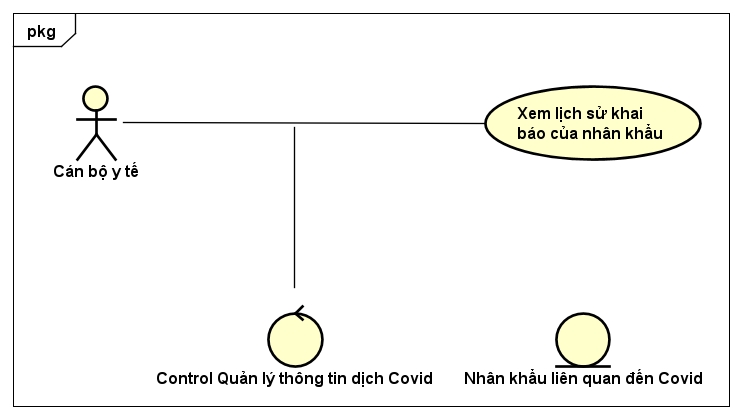 pkg
Xem lịch sử khai
báo của nhân khẩu
Cán bộ y tế
Control Quản lý thông tin dịch Covid
Nhân khẩu liên quan đến Covid